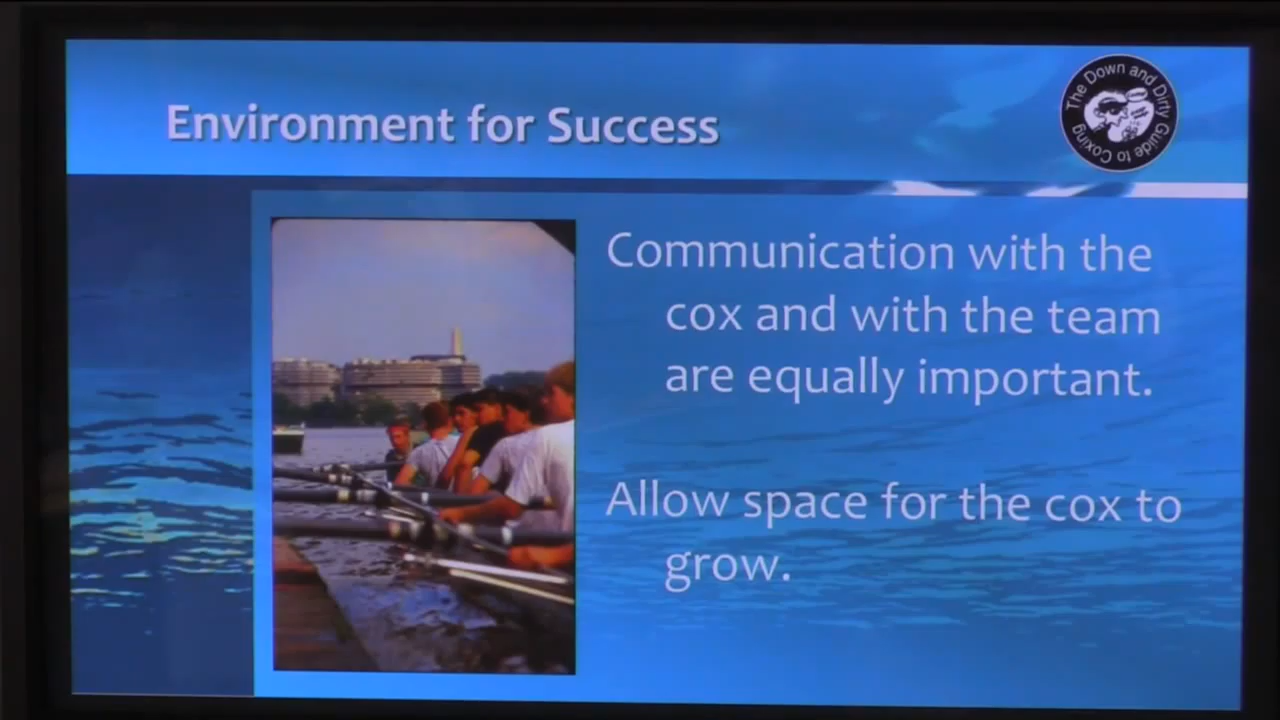 Environment for Success
The Down and Dirty Guide to Coxing
Communication with the
cox and with the team
are equally important.
Allow space for the cox to
grow.